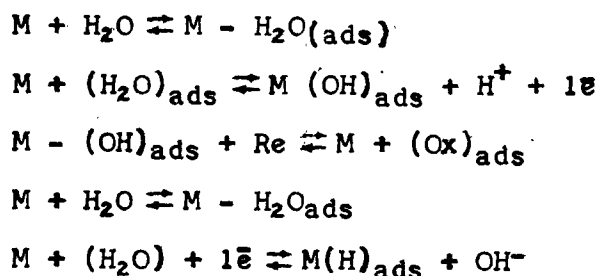 M + H₂O ⇄ M - H₂O(ads)
M + (H₂O)ads ⇄ M (OH)ads + H⁺ + 1ē
M - (OH)ads + Re ⇄ M + (Ox)ads
M + H₂O ⇄ M - H₂Oads
M + (H₂O) + 1ē ⇄ M(H)ads + OH⁻